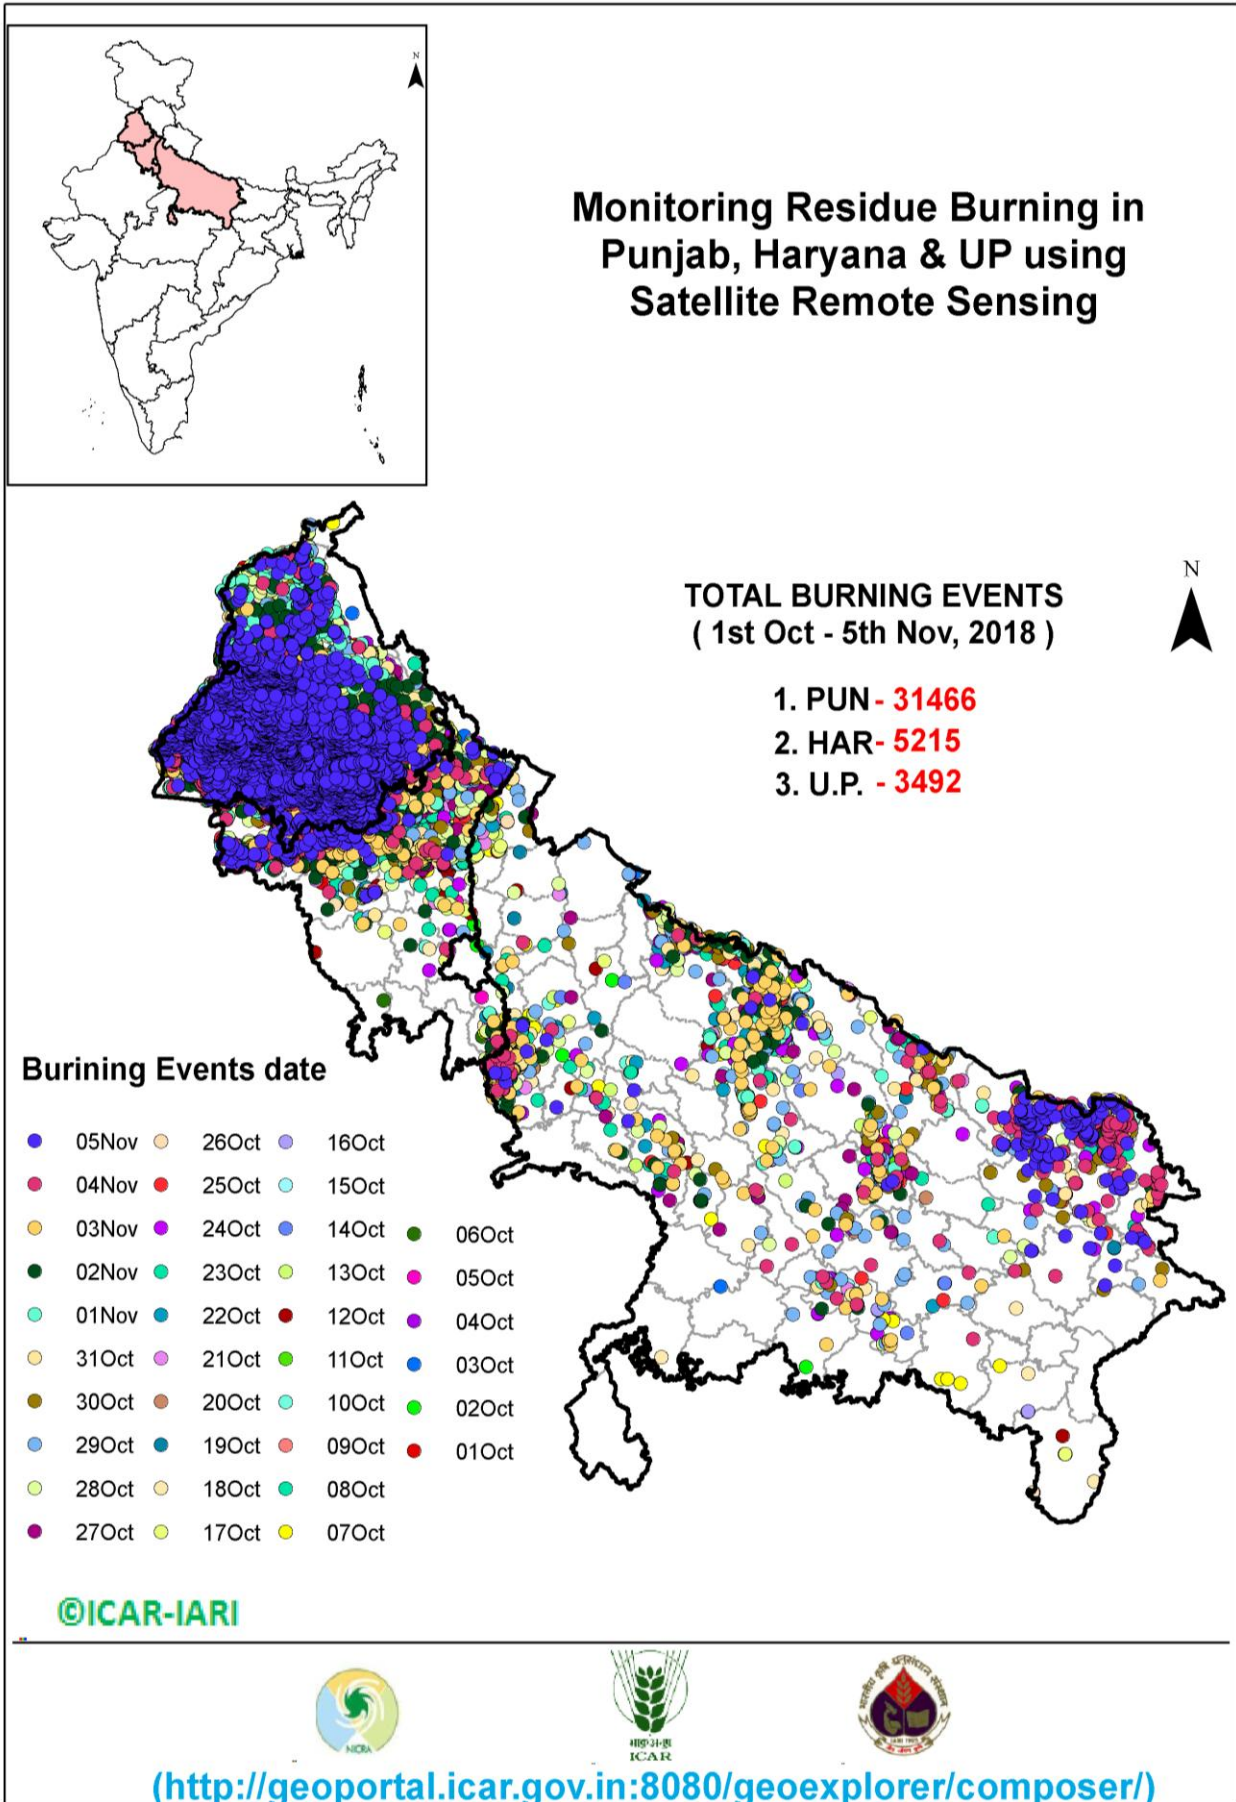 N
Monitoring Residue Burning in
Punjab, Haryana & UP using
Satellite Remote Sensing
TOTAL BURNING EVENTS
( 1st Oct - 5th Nov, 2018 )
N
1. PUN - 31466
2. HAR- 5215
3. U.P. - 3492
Burining Events date
05Nov 26Oct 16Oct
04Nov 25Oct 15Oct
03Nov 24Oct 14Oct 06Oct
02Nov 23Oct 13Oct 05Oct
01Nov 22Oct 12Oct 04Oct
31Oct 21Oct 11Oct 03Oct
30Oct 20Oct 10Oct 02Oct
29Oct 19Oct 09Oct 01Oct
28Oct 18Oct 08Oct
27Oct 17Oct 07Oct
©ICAR-IARI
NICRA
भाकृअनुप
ICAR
(http://geoportal.icar.gov.in:8080/geoexplorer/composer/)